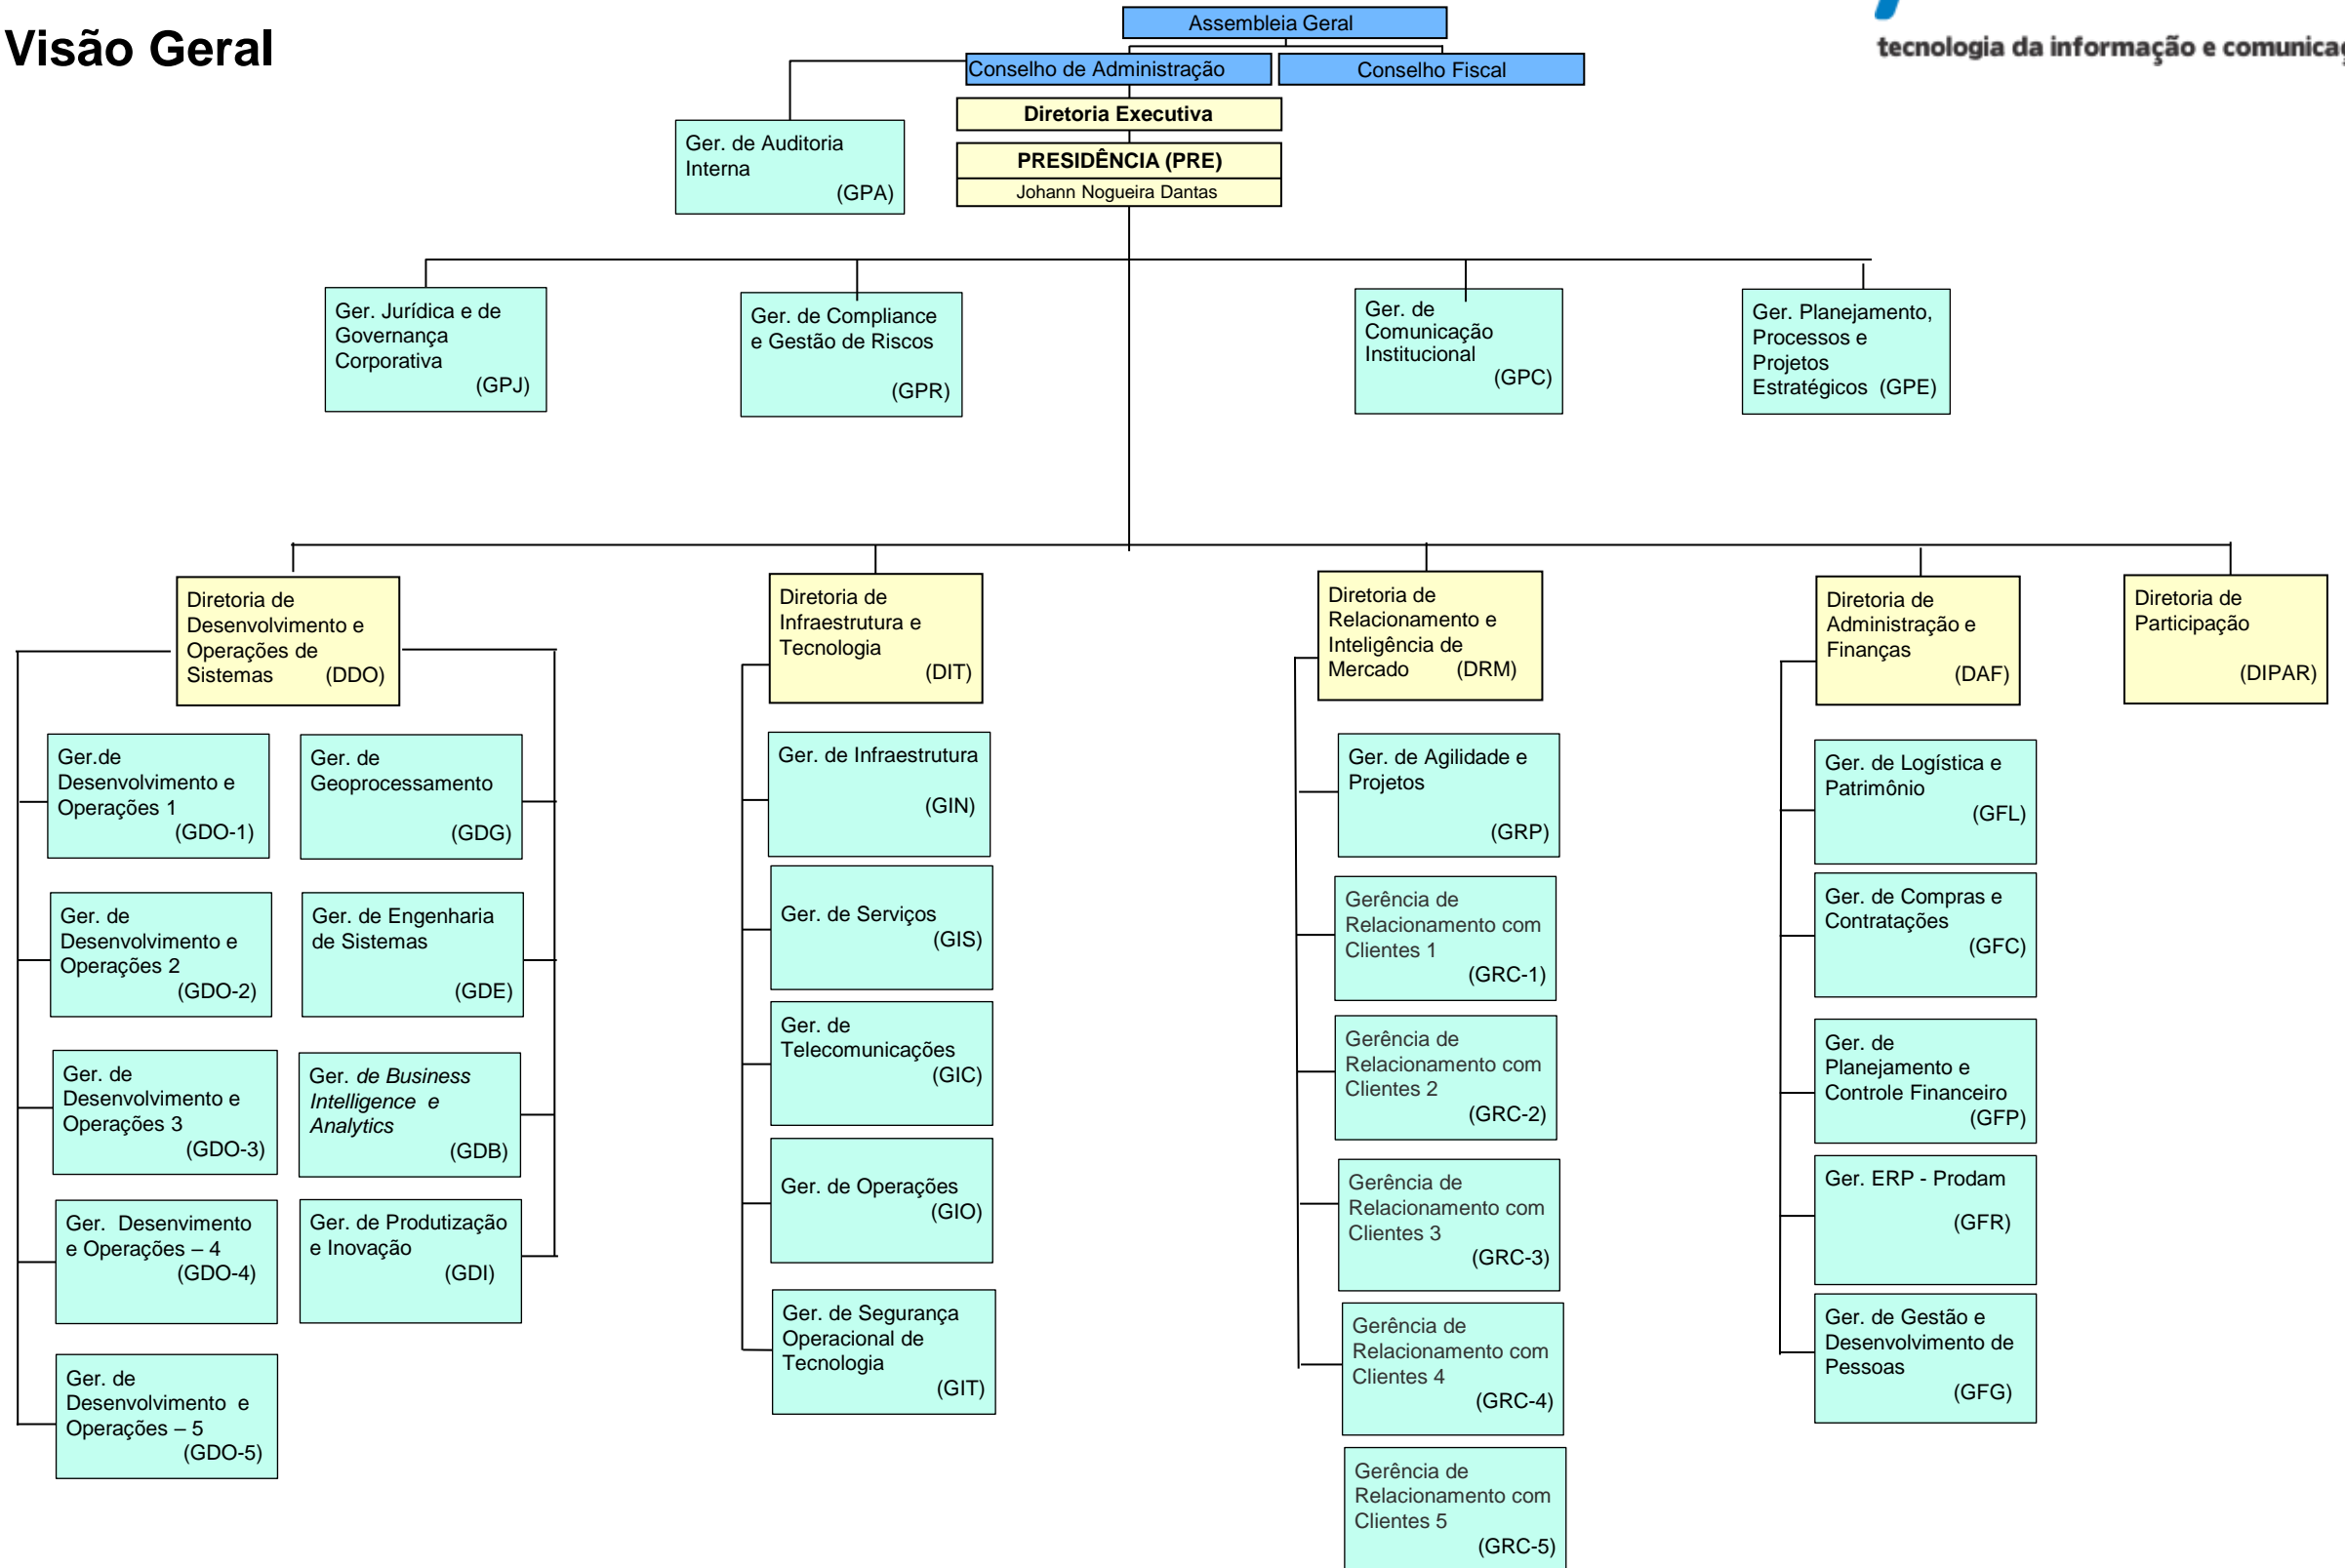 Visão Geral
tecnologia da informação e
Assembleia Geral
Conselho de Administração
Conselho Fiscal
Diretoria Executiva
PRESIDÊNCIA (PRE)
Johann Nogueira Dantas
Ger. de Auditoria
Interna
(GPA)
Ger. Jurídica e de
Governança
Corporativa
(GPJ)
Ger. de Compliance
e Gestão de Riscos
(GPR)
Ger. de
Comunicação
Institucional
(GPC)
Ger. Planejamento,
Processos e
Projetos
Estratégicos (GPE)
Diretoria de
Desenvolvimento e
Operações de
Sistemas (DDO)
Ger.de
Desenvolvimento e
Operações 1
(GDO-1)
Ger. de
Desenvolvimento e
Operações 2
(GDO-2)
Ger. de
Desenvolvimento e
Operações 3
(GDO-3)
Ger. Desenvimento
e Operações – 4
(GDO-4)
Ger. de
Desenvolvimento e
Operações – 5
(GDO-5)
Ger. de
Geoprocessamento
(GDG)
Ger. de Engenharia
de Sistemas
(GDE)
Ger. de Business
Intelligence e
Analytics
(GDB)
Ger. de Produtização
e Inovação
(GDI)
Diretoria de
Infraestrutura e
Tecnologia
(DIT)
Ger. de Infraestrutura
(GIN)
Ger. de Serviços
(GIS)
Ger. de
Telecomunicações
(GIC)
Ger. de Operações
(GIO)
Ger. de Segurança
Operacional de
Tecnologia
(GIT)
Diretoria de
Relacionamento e
Inteligência de
Mercado (DRM)
Ger. de Agilidade e
Projetos
(GRP)
Gerência de
Relacionamento com
Clientes 1
(GRC-1)
Gerência de
Relacionamento com
Clientes 2
(GRC-2)
Gerência de
Relacionamento com
Clientes 3
(GRC-3)
Gerência de
Relacionamento com
Clientes 4
(GRC-4)
Gerência de
Relacionamento com
Clientes 5
(GRC-5)
Diretoria de
Administração e
Finanças
(DAF)
Ger. de Logística e
Patrimônio
(GFL)
Ger. de Compras e
Contratações
(GFC)
Ger. de
Planejamento e
Controle Financeiro
(GFP)
Ger. ERP - Prodam
(GFR)
Ger. de Gestão e
Desenvolvimento de
Pessoas
(GFG)
Diretoria de
Participação
(DIPAR)